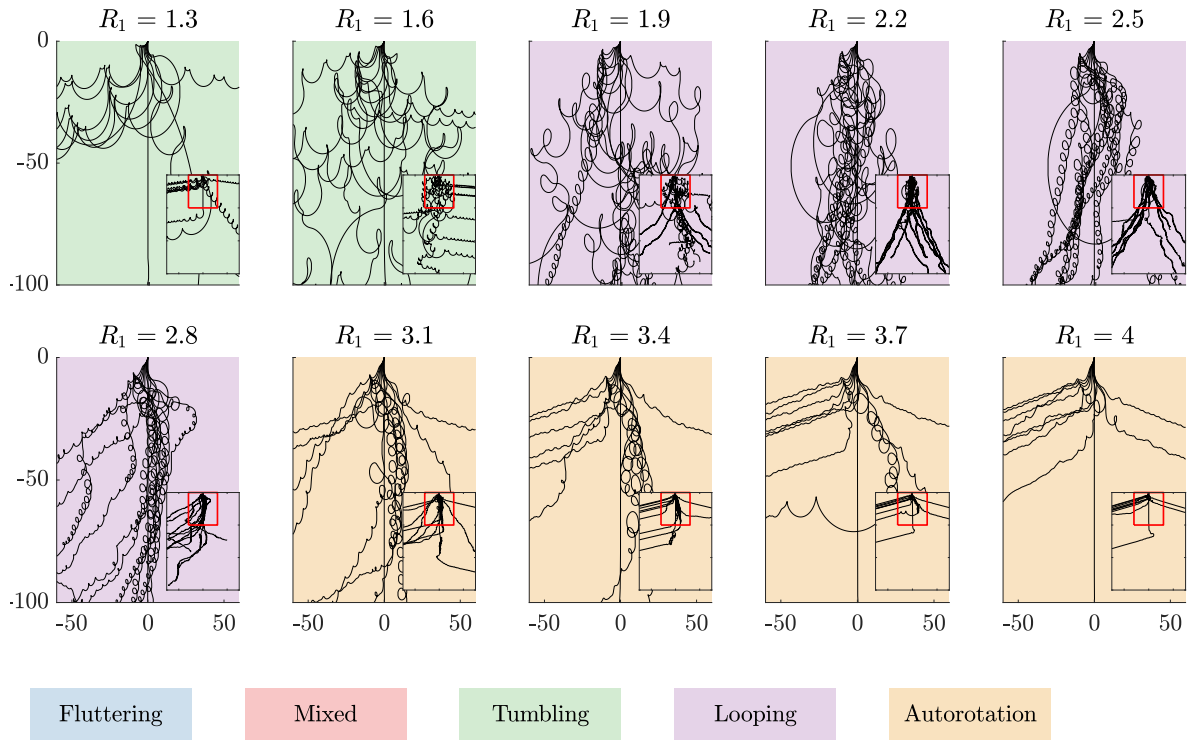 R₁ = 1.3 R₁ = 1.6 R₁ = 1.9 R₁ = 2.2 R₁ = 2.5
0
-50
-100
R₁ = 2.8 R₁ = 3.1 R₁ = 3.4 R₁ = 3.7 R₁ = 4
0
-50
-100
-50 0 50 -50 0 50 -50 0 50 -50 0 50 -50 0 50
Fluttering Mixed Tumbling Looping Autorotation